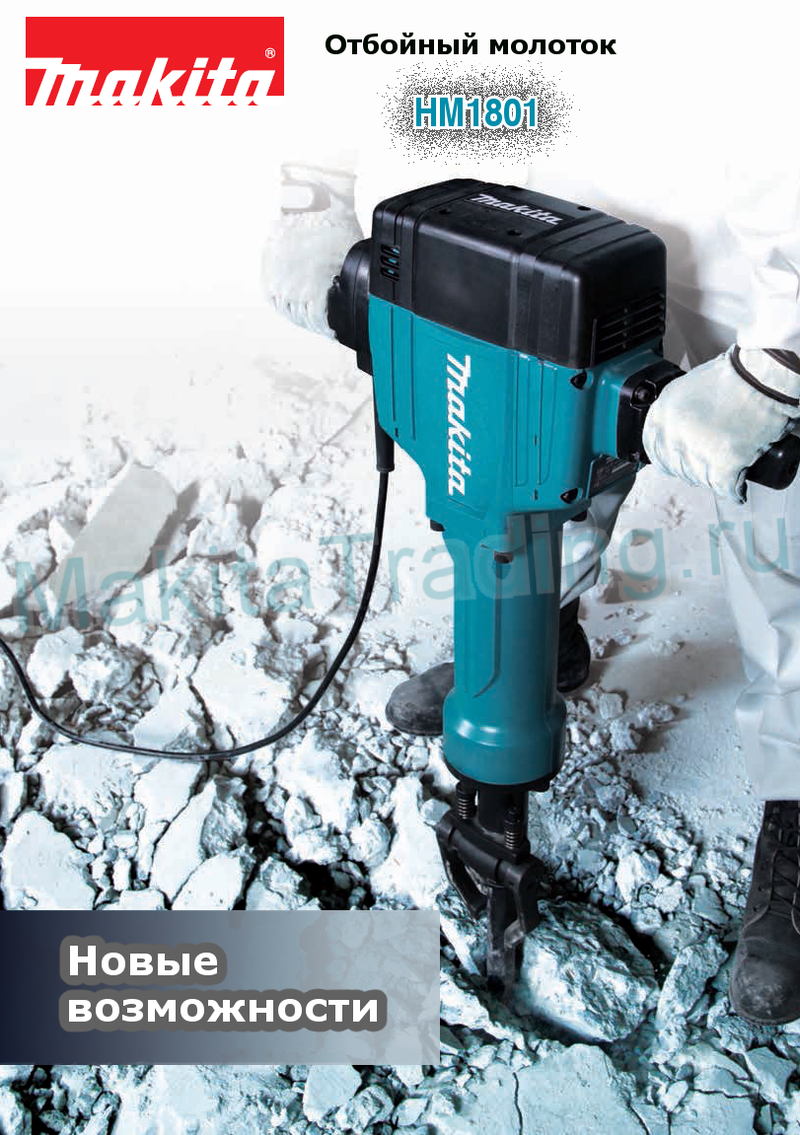 Makita®
Отбойный молоток
HM1801
Makita
Makita
MakitaTrading.ru
Новые
возможности